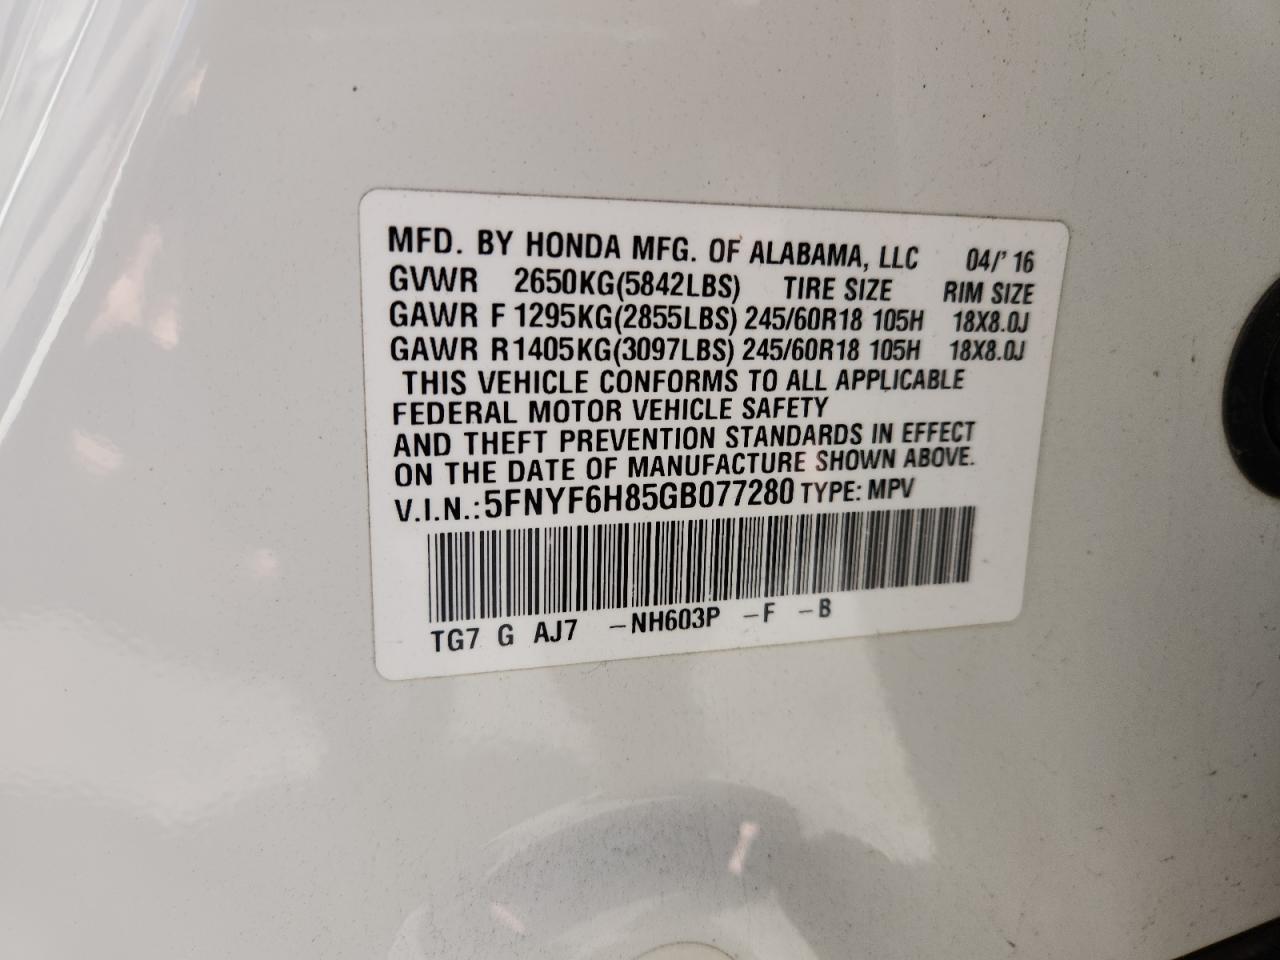 MFD. BY HONDA MFG. OF ALABAMA, LLC 04/'16
GVWR 2650KG(5842LBS) TIRE SIZE RIM SIZE
GAWR F 1295KG(2855LBS) 245/60R18 105H 18X8.0J
GAWR R1405KG(3097LBS) 245/60R18 105H 18X8.0J
THIS VEHICLE CONFORMS TO ALL APPLICABLE
FEDERAL MOTOR VEHICLE SAFETY
AND THEFT PREVENTION STANDARDS IN EFFECT
ON THE DATE OF MANUFACTURE SHOWN ABOVE.
V.I.N.:5FNYF6H85GB077280 TYPE: MPV
TG7 G AJ7 -NH603P -F -B